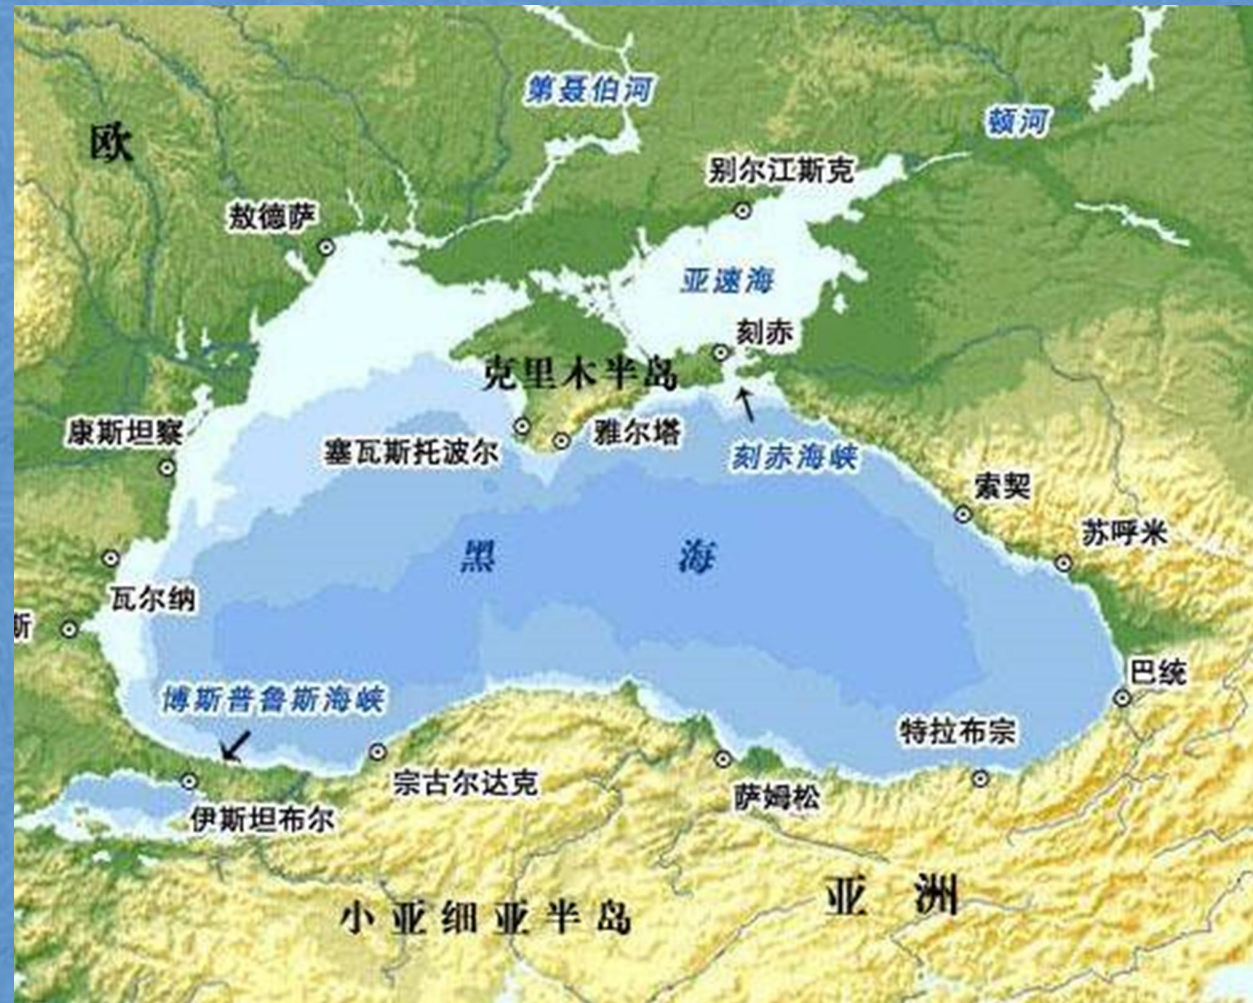 第聂伯河
顿河
欧
别尔江斯克
敖德萨
亚速海
刻赤
克里木半岛
康斯坦察
塞瓦斯托波尔
雅尔塔
刻赤海峡
索契
苏呼米
黑海
瓦尔纳
斯
巴统
博斯普鲁斯海峡
特拉布宗
宗古尔达克
萨姆松
伊斯坦布尔
亚洲
小亚细亚半岛